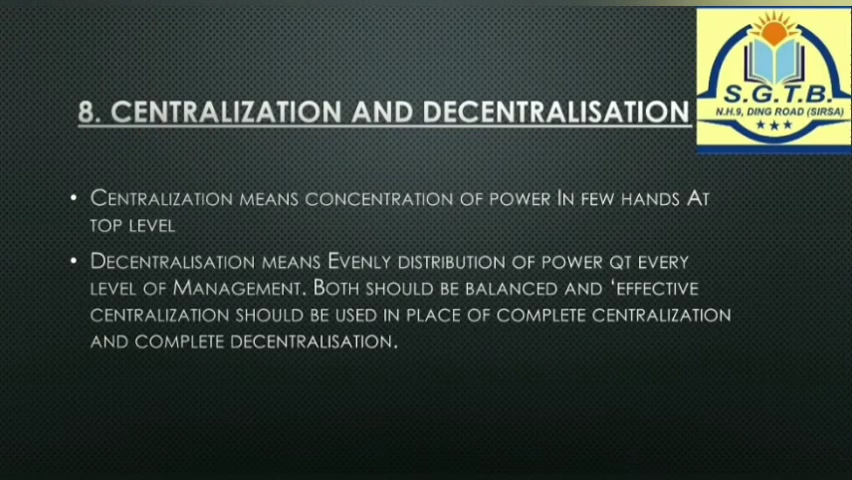 8. CENTRALIZATION AND DECENTRALISATION
S.G.T.B.
N.H.9, DING ROAD (SIRSA)
• CENTRALIZATION MEANS CONCENTRATION OF POWER IN FEW HANDS AT
TOP LEVEL
• DECENTRALISATION MEANS EVENLY DISTRIBUTION OF POWER QT EVERY
LEVEL OF MANAGEMENT. BOTH SHOULD BE BALANCED AND ‘EFFECTIVE
CENTRALIZATION SHOULD BE USED IN PLACE OF COMPLETE CENTRALIZATION
AND COMPLETE DECENTRALISATION.